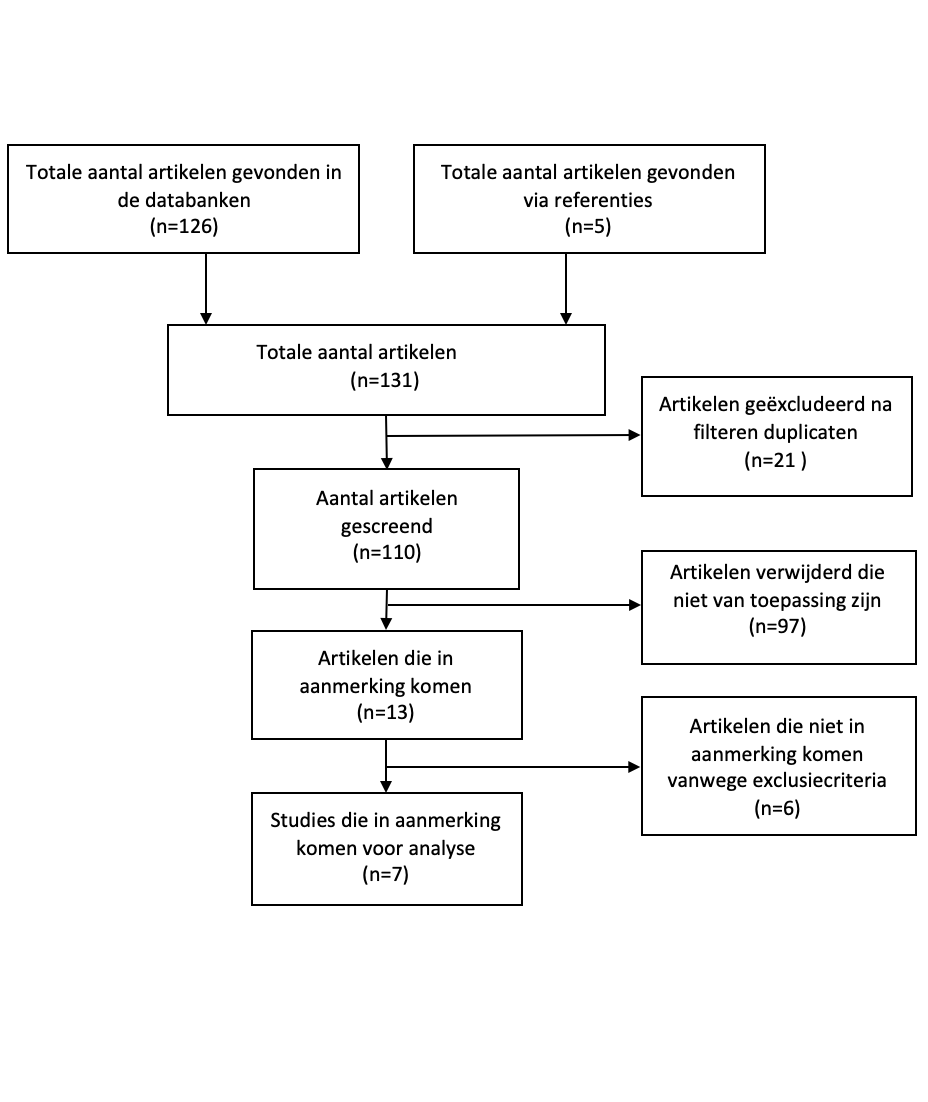 Totale aantal artikelen gevonden in
de databanken
(n=126)
Totale aantal artikelen gevonden
via referenties
(n=5)
Totale aantal artikelen
(n=131)
Artikelen geëxcludeerd na
filteren duplicaten
(n=21 )
Aantal artikelen
gescreend
(n=110)
Artikelen verwijderd die
niet van toepassing zijn
(n=97)
Artikelen die in
aanmerking komen
(n=13)
Artikelen die niet in
aanmerking komen
vanwege exclusiecriteria
(n=6)
Studies die in aanmerking
komen voor analyse
(n=7)